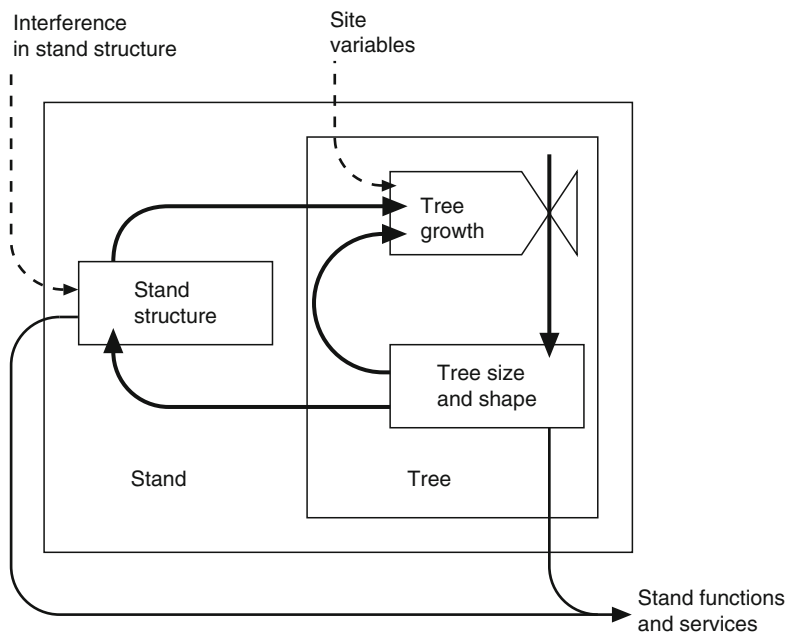 Interference
in stand structure
Site
variables
Tree
growth
Stand
structure
Tree size
and shape
Stand
Tree
Stand functions
and services